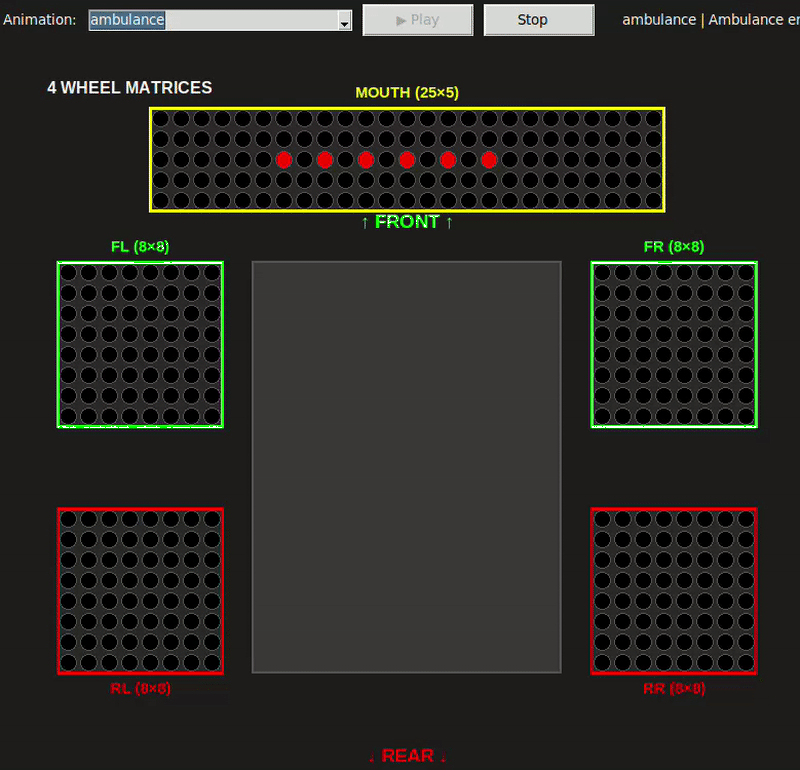 Animation: ambulance ▶ Play Stop ambulance | Ambulance em
4 WHEEL MATRICES
MOUTH (25×5)
↑ FRONT ↑
FL (8×8) FR (8×8)
RL (8×8) RR (8×8)
↓ REAR ↓